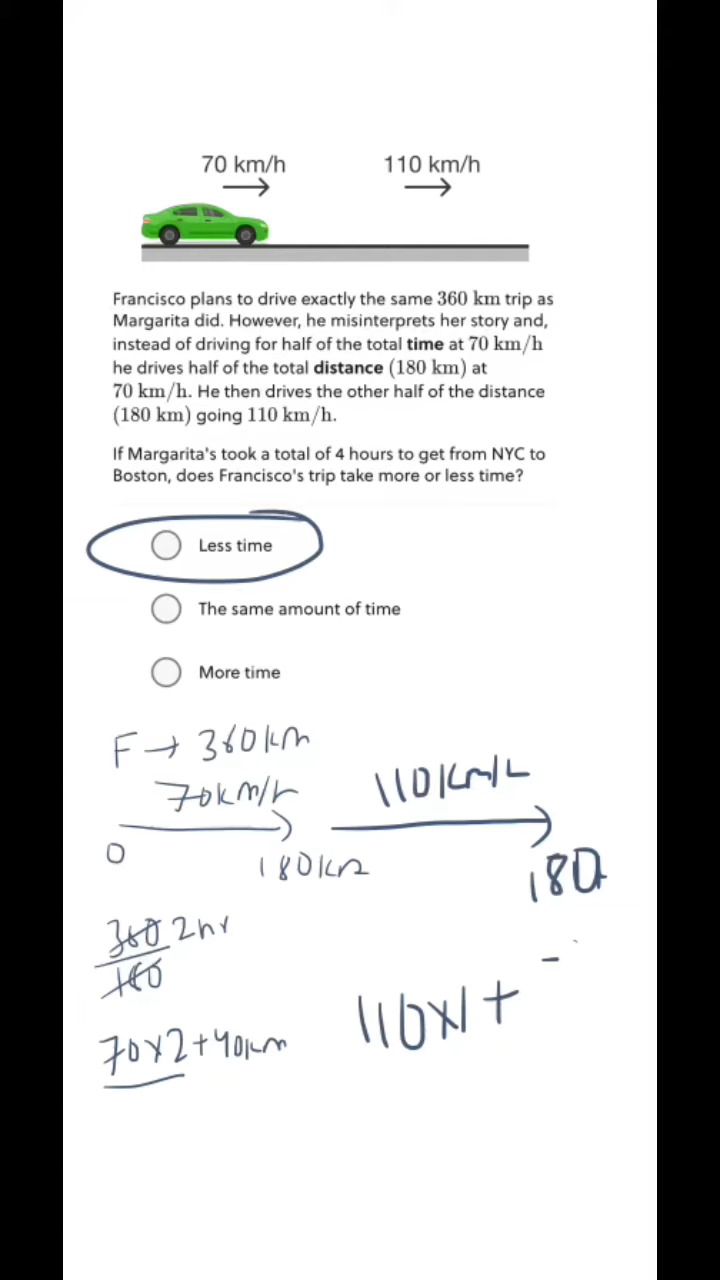 70 km/h 110 km/h
Francisco plans to drive exactly the same 360 km trip as
Margarita did. However, he misinterprets her story and,
instead of driving for half of the total time at 70 km/h
he drives half of the total distance (180 km) at
70 km/h. He then drives the other half of the distance
(180 km) going 110 km/h.
If Margarita's took a total of 4 hours to get from NYC to
Boston, does Francisco's trip take more or less time?
Less time
The same amount of time
More time
F → 360km
70km/h 110km/h
0 180km 180
360 2hr
180
70x2+40km 110x1+